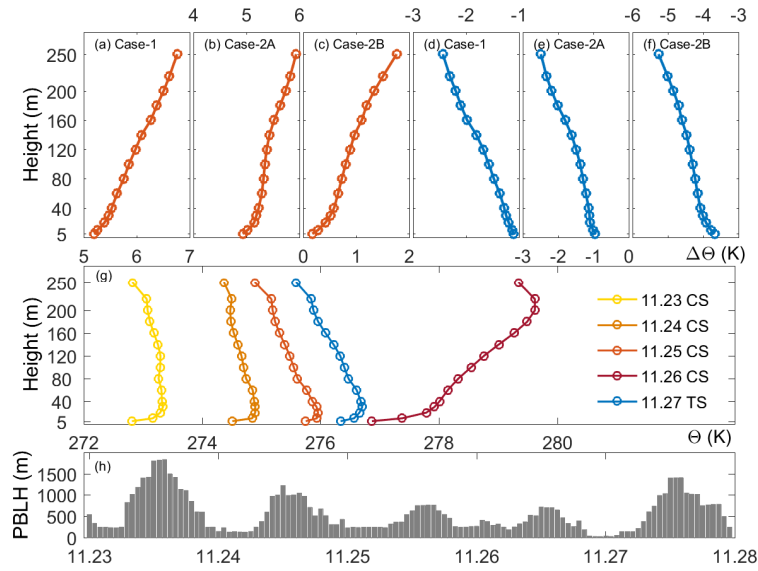 4 6 -3 -1 -6 -5 -4 -3
4 5 6
(a) Case-1 (b) Case-2A (c) Case-2B (d) Case-1 (e) Case-2A (f) Case-2B
Height (m)
250
200
160
120
80
40
5
5 6 7 0 1 2 -3 -2 -1 0
ΔΘ (K)
(g)
Height (m)
250
200
160
120
80
40
5
11.23 CS
11.24 CS
11.25 CS
11.26 CS
11.27 TS
272 274 276 278 280 Θ (K)
(h)
PBLH (m)
1500
1000
500
0
11.23 11.24 11.25 11.26 11.27 11.28